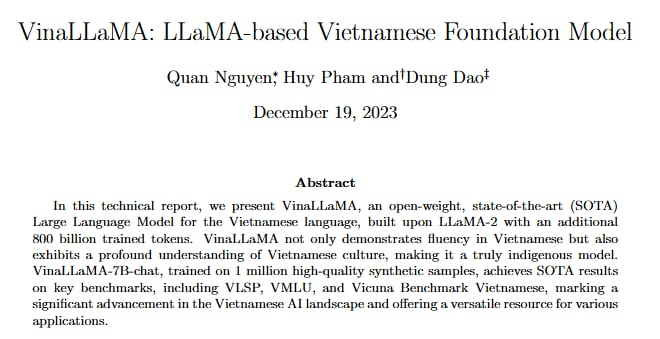 VinaLLaMA: LLaMA-based Vietnamese Foundation Model
Quan Nguyen*, Huy Pham and†Dung Dao‡
December 19, 2023
Abstract
In this technical report, we present VinaLLaMA, an open-weight, state-of-the-art (SOTA)
Large Language Model for the Vietnamese language, built upon LLaMA-2 with an additional
800 billion trained tokens. VinaLLaMA not only demonstrates fluency in Vietnamese but also
exhibits a profound understanding of Vietnamese culture, making it a truly indigenous model.
VinaLLaMA-7B-chat, trained on 1 million high-quality synthetic samples, achieves SOTA results
on key benchmarks, including VLSP, VMLU, and Vicuna Benchmark Vietnamese, marking a
significant advancement in the Vietnamese AI landscape and offering a versatile resource for various
applications.